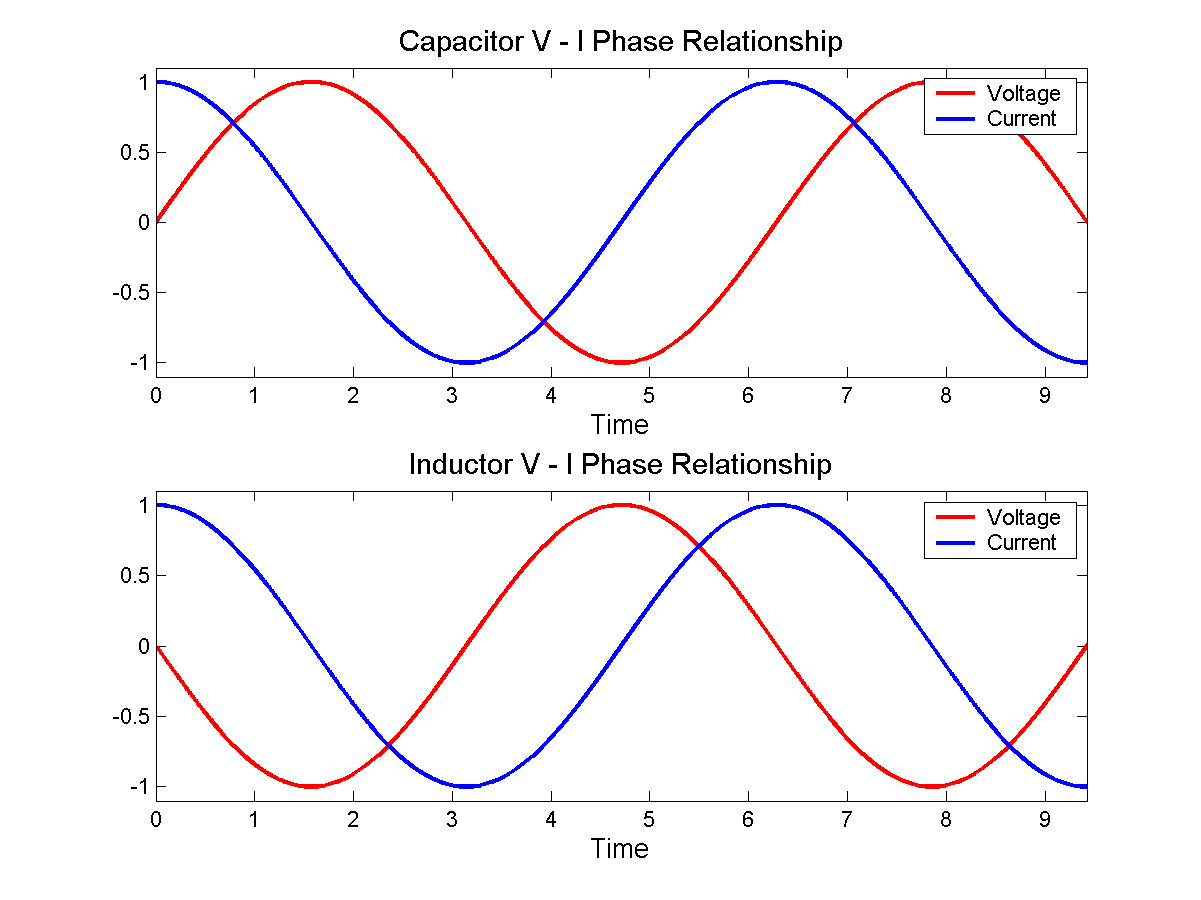 Capacitor V - I Phase Relationship
1
0.5
0
-0.5
-1
Voltage
Current
0 1 2 3 4 5 6 7 8 9
Time
Inductor V - I Phase Relationship
1
0.5
0
-0.5
-1
Voltage
Current
0 1 2 3 4 5 6 7 8 9
Time